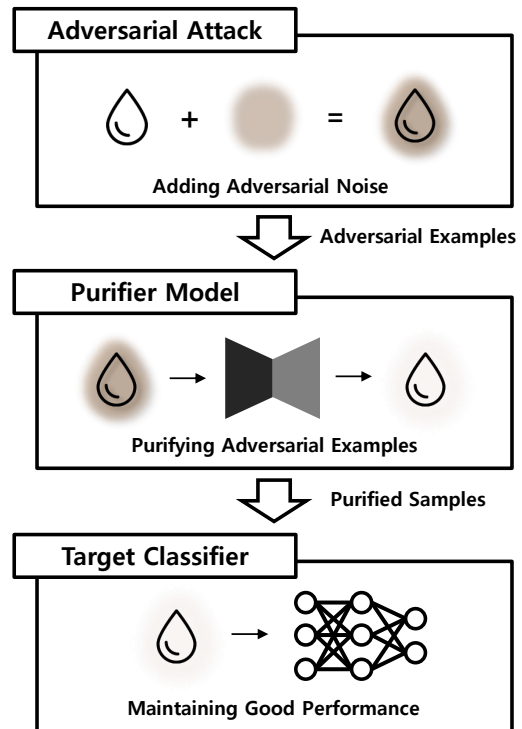 Adversarial Attack
+ =
Adding Adversarial Noise
Adversarial Examples
Purifier Model
Purifying Adversarial Examples
Purified Samples
Target Classifier
Maintaining Good Performance